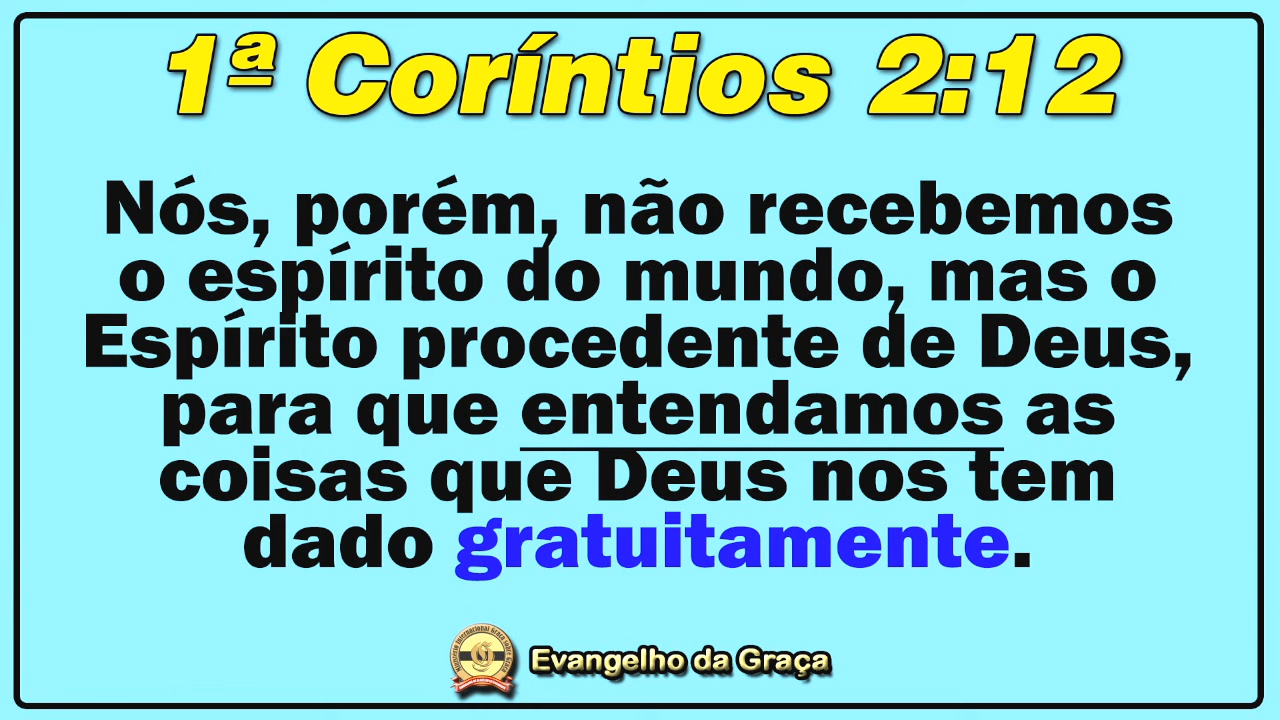 1ª Coríntios 2:12
Nós, porém, não recebemos
o espírito do mundo, mas o
Espírito procedente de Deus,
para que entendamos as
coisas que Deus nos tem
dado gratuitamente.
Evangelho da Graça